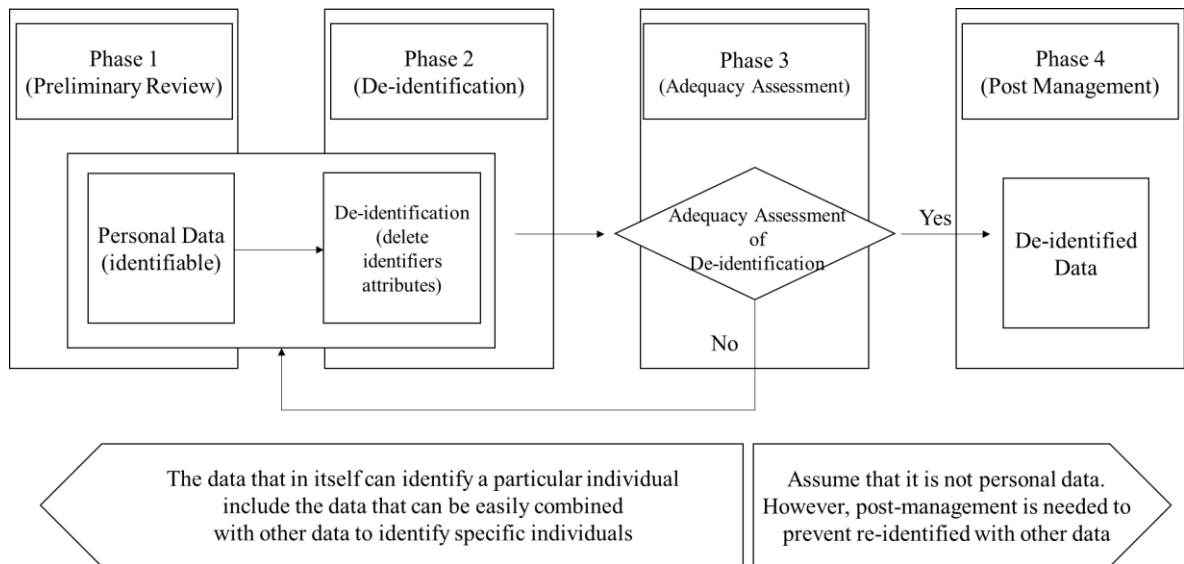 Phase 1
(Preliminary Review)
Phase 2
(De-identification)
Phase 3
(Adequacy Assessment)
Phase 4
(Post Management)
Personal Data
(identifiable)
De-identification
(delete
identifiers
attributes)
Adequacy Assessment
of
De-identification
Yes
No
De-identified
Data
The data that in itself can identify a particular individual
include the data that can be easily combined
with other data to identify specific individuals
Assume that it is not personal data.
However, post-management is needed to
prevent re-identified with other data